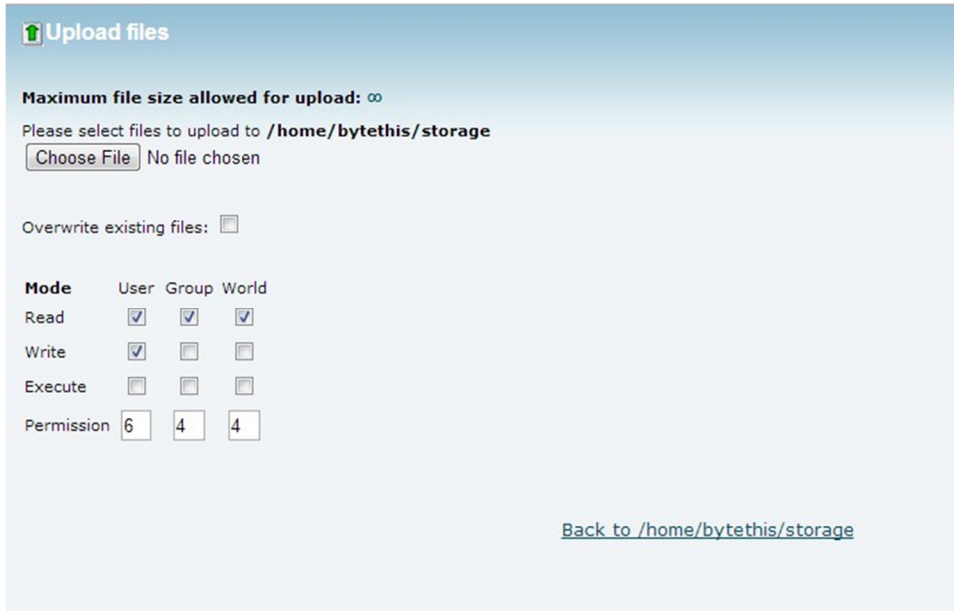 Upload files
Maximum file size allowed for upload: ∞
Please select files to upload to /home/bytethis/storage
Choose File No file chosen
Overwrite existing files:
Mode User Group World
Read
Write
Execute
Permission 6 4 4
Back to /home/bytethis/storage